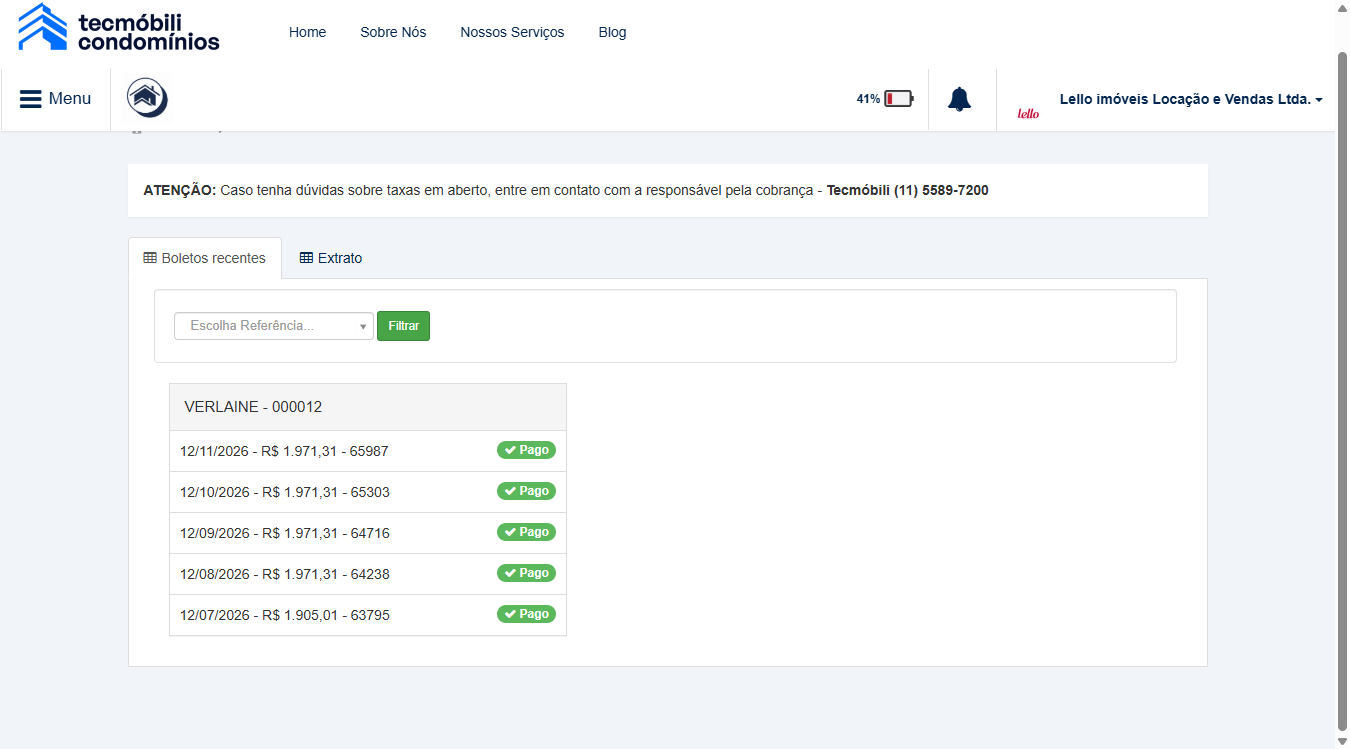 tecmóbili
condomínios
Home
Sobre Nós
Nossos Serviços
Blog
Menu
41%
lello
Lello imóveis Locação e Vendas Ltda.
ATENÇÃO: Caso tenha dúvidas sobre taxas em aberto, entre em contato com a responsável pela cobrança - Tecmóbili (11) 5589-7200
Boletos recentes
Extrato
Escolha Referência...
Filtrar
VERLAINE - 000012
12/11/2026 - R$ 1.971,31 - 65987 Pago
12/10/2026 - R$ 1.971,31 - 65303 Pago
12/09/2026 - R$ 1.971,31 - 64716 Pago
12/08/2026 - R$ 1.971,31 - 64238 Pago
12/07/2026 - R$ 1.905,01 - 63795 Pago